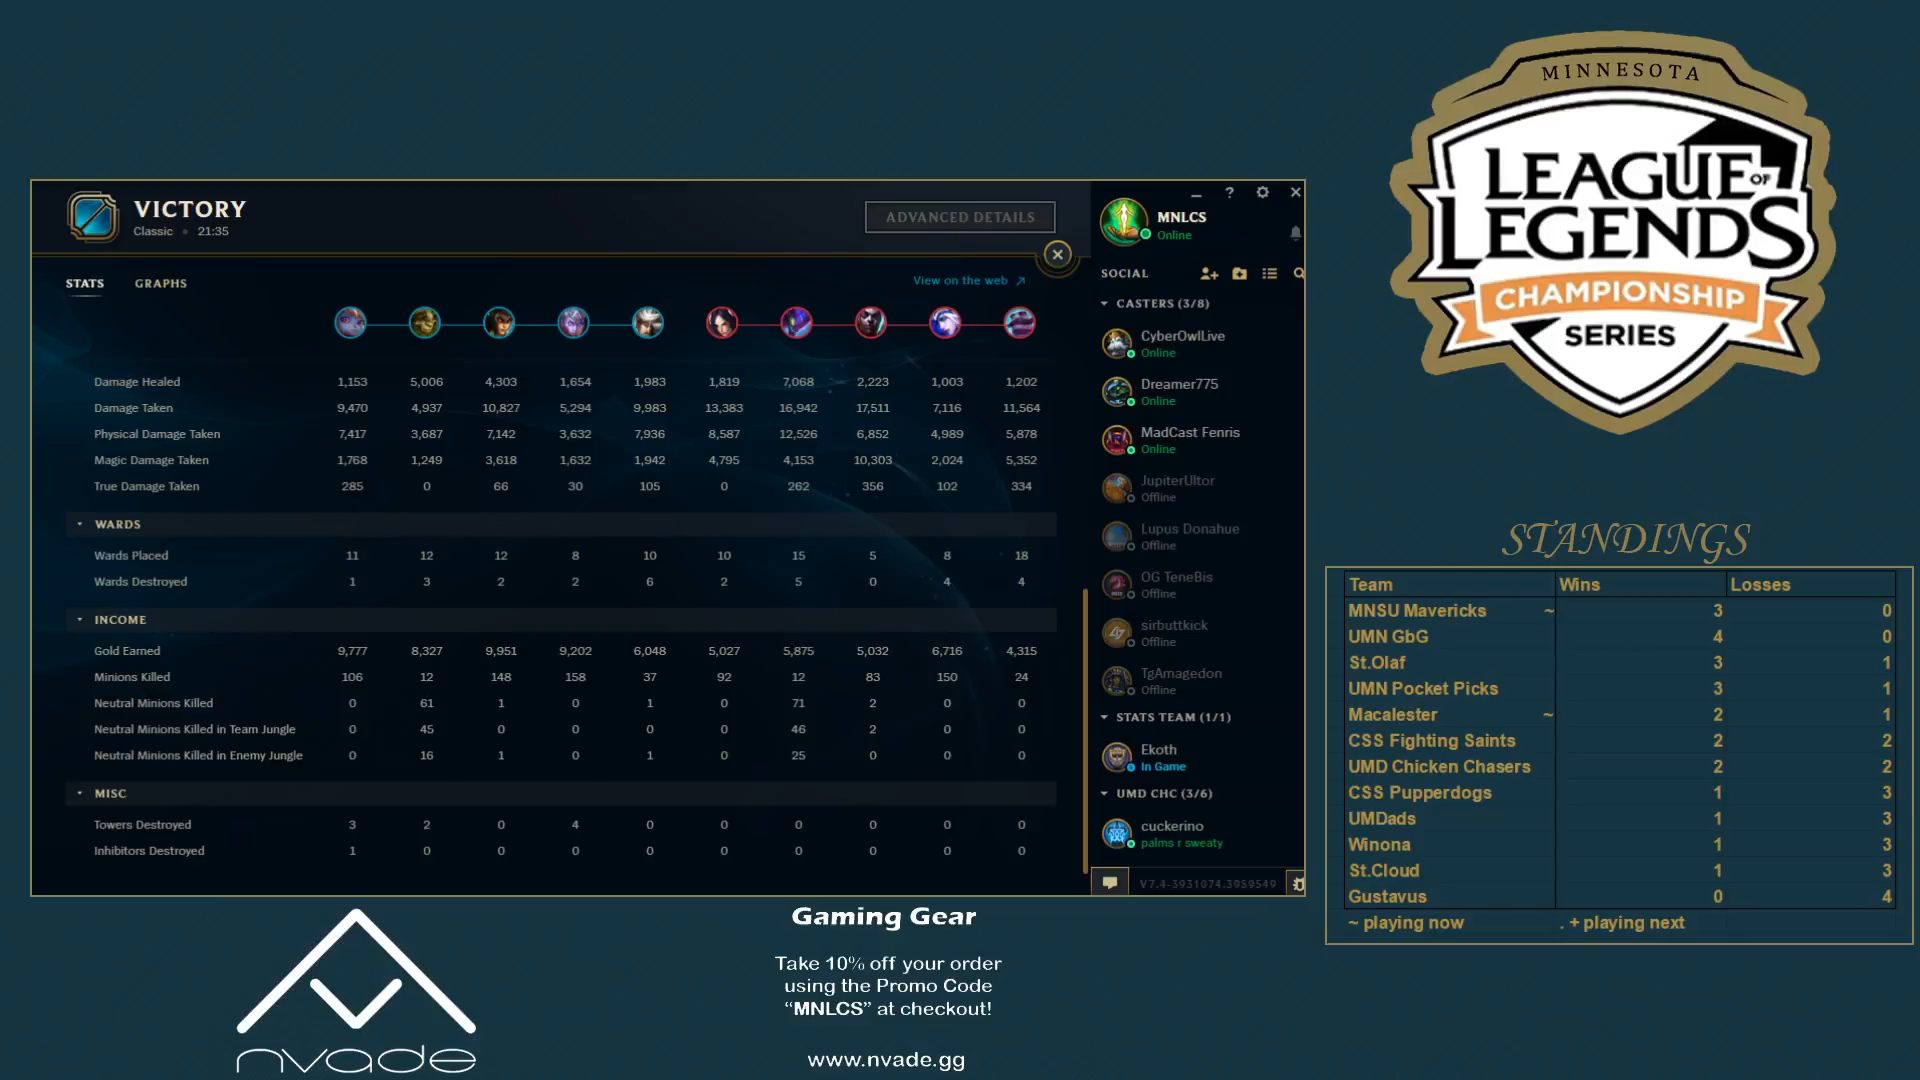 MINNESOTA
LEAGUE OF
LEGENDS
CHAMPIONSHIP
SERIES
VICTORY
Classic • 21:35
ADVANCED DETAILS
STATS GRAPHS
View on the web
Damage Healed 1,153 5,006 4,303 1,654 1,983 1,819 7,068 2,223 1,003 1,202
Damage Taken 9,470 4,937 10,827 5,294 9,983 13,383 16,942 17,511 7,116 11,564
Physical Damage Taken 7,417 3,687 7,142 3,632 7,936 8,587 12,526 6,852 4,989 5,878
Magic Damage Taken 1,768 1,249 3,618 1,632 1,942 4,795 4,153 10,303 2,024 5,352
True Damage Taken 285 0 66 30 105 0 262 356 102 334
WARDS
Wards Placed 11 12 12 8 10 10 15 5 8 18
Wards Destroyed 1 3 2 2 6 2 5 0 4 4
INCOME
Gold Earned 9,777 8,327 9,951 9,202 6,048 5,027 5,875 5,032 6,716 4,315
Minions Killed 106 12 148 158 37 92 12 83 150 24
Neutral Minions Killed 0 61 1 0 1 0 71 2 0 0
Neutral Minions Killed in Team Jungle 0 45 0 0 0 0 46 2 0 0
Neutral Minions Killed in Enemy Jungle 0 16 1 0 1 0 25 0 0 0
MISC
Towers Destroyed 3 2 0 4 0 0 0 0 0 0
Inhibitors Destroyed 1 0 0 0 0 0 0 0 0 0
?
MNLCS
Online
SOCIAL
CASTERS (3/8)
CyberOwlLive
Online
Dreamer775
Online
MadCast Fenris
Online
JupiterUltor
Offline
Lupus Donahue
Offline
OG TeneBis
Offline
sirbuttkick
Offline
TgAmagedon
Offline
STATS TEAM (1/1)
Ekoth
In Game
UMD CHC (3/6)
cuckerino
palms r sweaty
V7.4-3931074.3959549
STANDINGS
Team Wins Losses
MNSU Mavericks ~ 3 0
UMN GbG 4 0
St.Olaf 3 1
UMN Pocket Picks 3 1
Macalester ~ 2 1
CSS Fighting Saints 2 2
UMD Chicken Chasers 2 2
CSS Pupperdogs 1 3
UMDads 1 3
Winona 1 3
St.Cloud 1 3
Gustavus 0 4
~ playing now . + playing next
nvade
Gaming Gear
Take 10% off your order
using the Promo Code
“MNLCS” at checkout!
www.nvade.gg